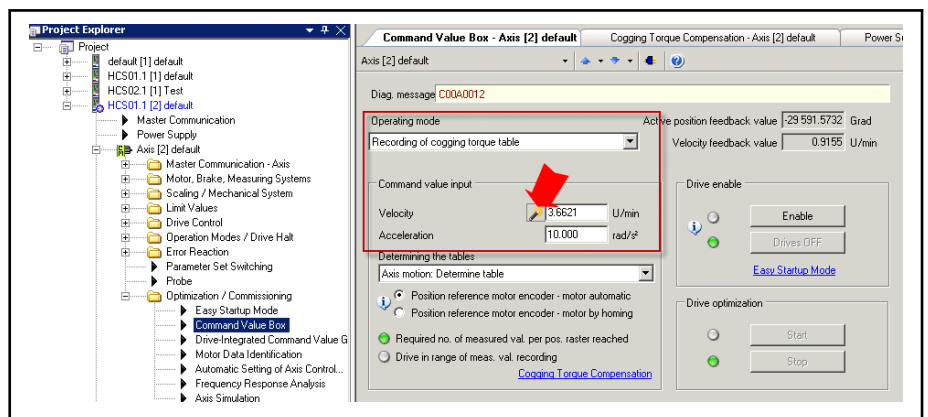 Project Explorer
Project
default [1] default
HCS01.1 [1] default
HCS02.1 [1] Test
HCS01.1 [2] default
Master Communication
Power Supply
Axis [2] default
Master Communication - Axis
Motor, Brake, Measuring Systems
Scaling / Mechanical System
Limit Values
Drive Control
Operation Modes / Drive Halt
Error Reaction
Parameter Set Switching
Probe
Optimization / Commissioning
Easy Startup Mode
Command Value Box
Drive-Integrated Command Value G
Motor Data Identification
Automatic Setting of Axis Control...
Frequency Response Analysis
Axis Simulation
Command Value Box - Axis [2] default Cogging Torque Compensation - Axis [2] default Power Su
Axis [2] default
Diag. message C00A0012
Operating mode
Recording of cogging torque table
Active position feedback value -29 591.5732 Grad
Velocity feedback value 0.9155 U/min
Command value input
Velocity 3.6621 U/min
Acceleration 10.000 rad/s²
Determining the tables
Axis motion: Determine table
Position reference motor encoder - motor automatic
Position reference motor encoder - motor by homing
Required no. of measured val. per pos. raster reached
Drive in range of meas. val. recording
Cogging Torque Compensation
Drive enable
Enable
Drives OFF
Easy Startup Mode
Drive optimization
Start
Stop